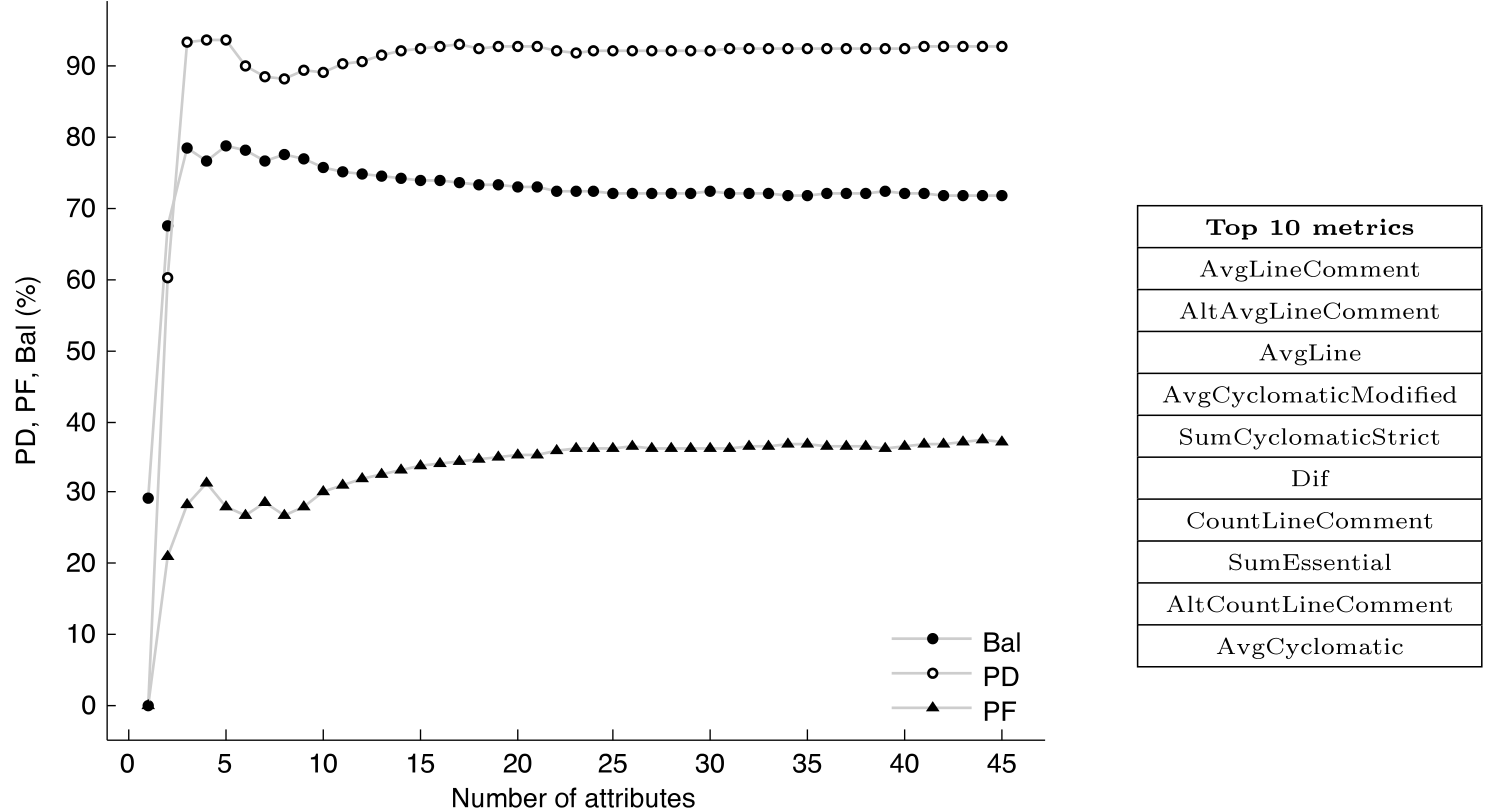 90
80
70
60
50
40
30
20
10
0
PD, PF, Bal (%)
0 5 10 15 20 25 30 35 40 45
Number of attributes
Bal
PD
PF
Top 10 metrics
AvgLineComment
AltAvgLineComment
AvgLine
AvgCyclomaticModified
SumCyclomaticStrict
Dif
CountLineComment
SumEssential
AltCountLineComment
AvgCyclomatic